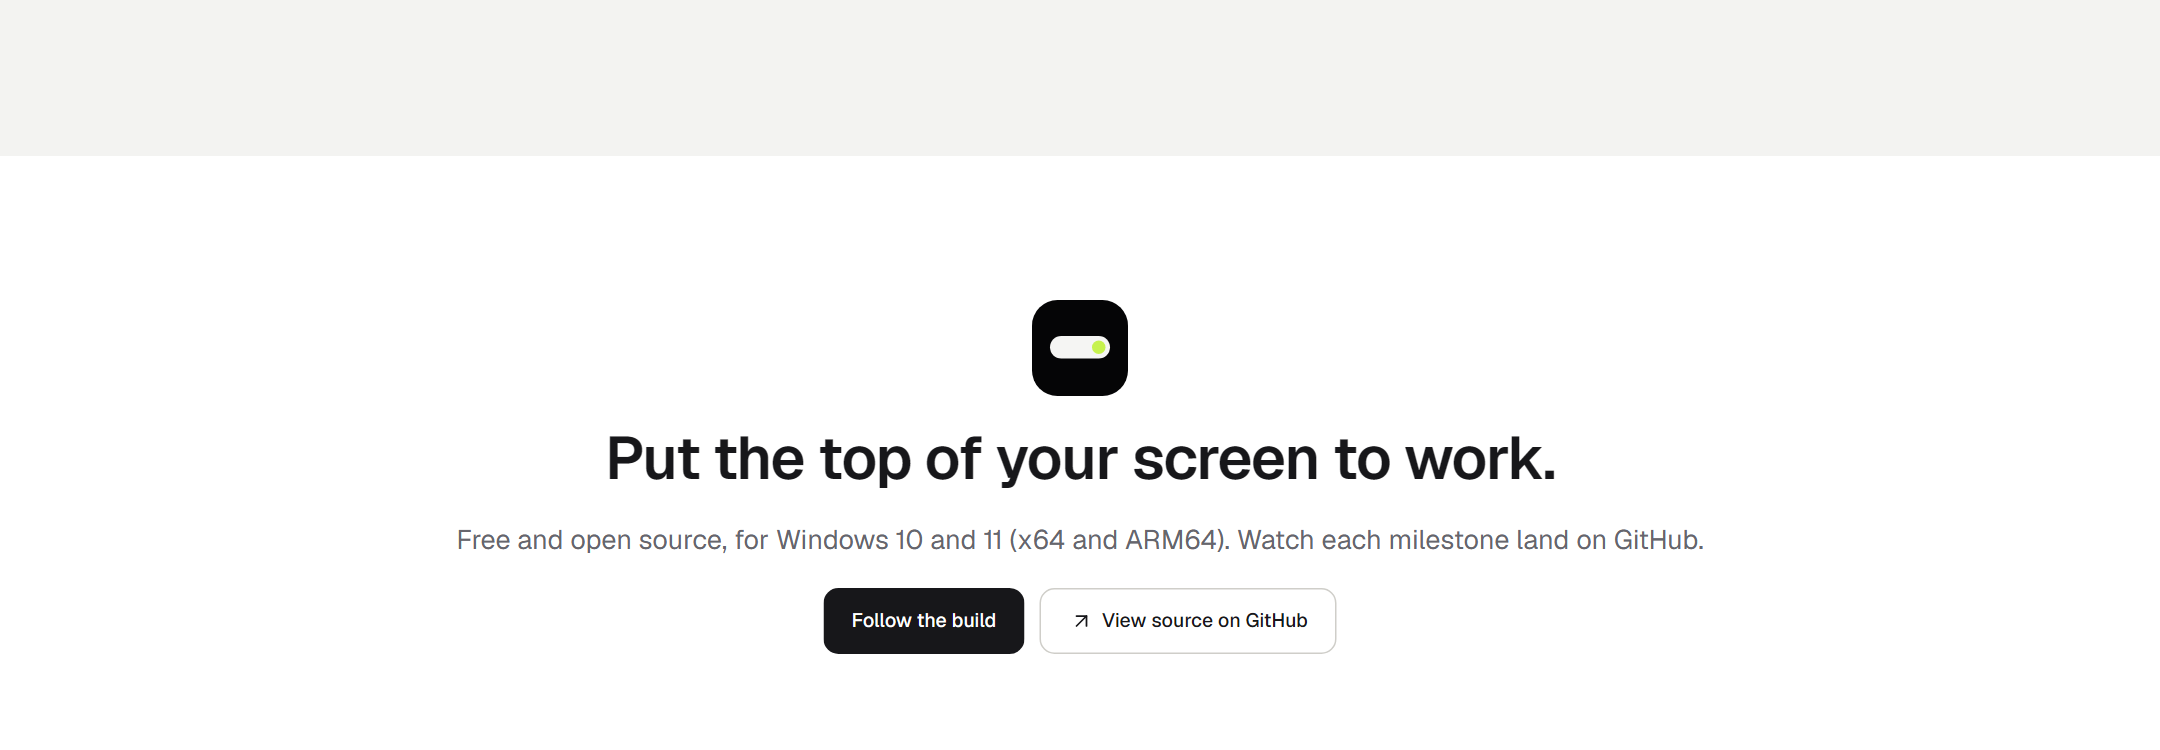 Put the top of your screen to work.
Free and open source, for Windows 10 and 11 (x64 and ARM64). Watch each milestone land on GitHub.
Follow the build
View source on GitHub